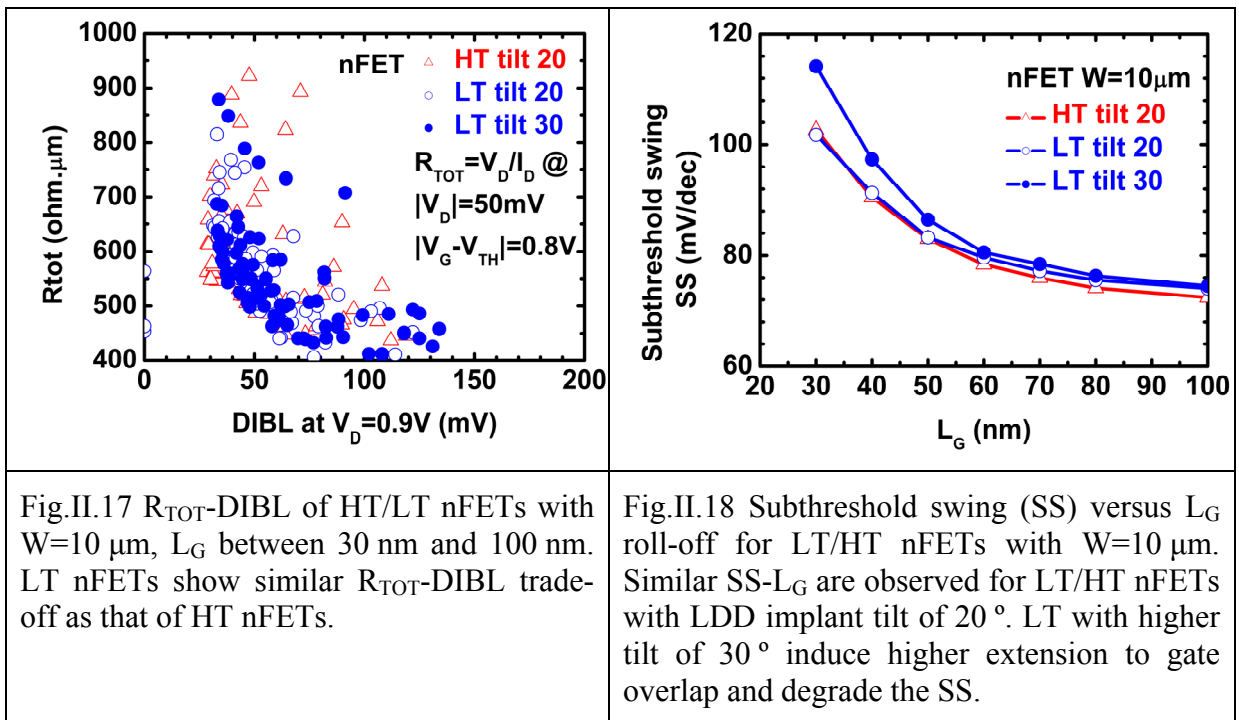 1000
900
800
700
600
500
400
Rtot (ohm.μm)
nFET
HT tilt 20
LT tilt 20
LT tilt 30
R_TOT=V_D/I_D @
|V_D|=50mV
|V_G-V_TH|=0.8V
0 50 100 150 200
DIBL at V_D=0.9V (mV)
120
100
80
60
Subthreshold swing
SS (mV/dec)
nFET W=10μm
HT tilt 20
LT tilt 20
LT tilt 30
20 30 40 50 60 70 80 90 100
L_G (nm)
Fig.II.17 R_TOT-DIBL of HT/LT nFETs with
W=10 μm, L_G between 30 nm and 100 nm.
LT nFETs show similar R_TOT-DIBL trade-
off as that of HT nFETs.
Fig.II.18 Subthreshold swing (SS) versus L_G
roll-off for LT/HT nFETs with W=10 μm.
Similar SS-L_G are observed for LT/HT nFETs
with LDD implant tilt of 20 º. LT with higher
tilt of 30 º induce higher extension to gate
overlap and degrade the SS.